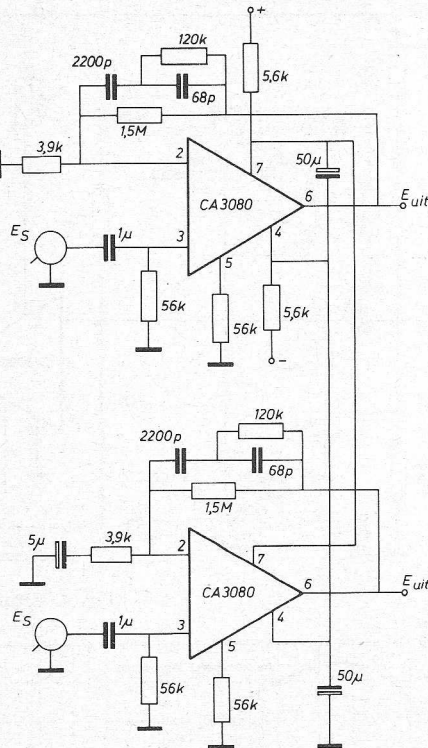 +
120k
2200p
5,6k
68p
1,5M
3,9k
50µ
2
7
6
CA3080
E uit
4
E S
1µ
3
5
56k
56k
5,6k
−
120k
2200p
68p
1,5M
5µ
3,9k
2
7
6
CA3080
E uit
4
E S
1µ
3
5
50µ
56k
56k